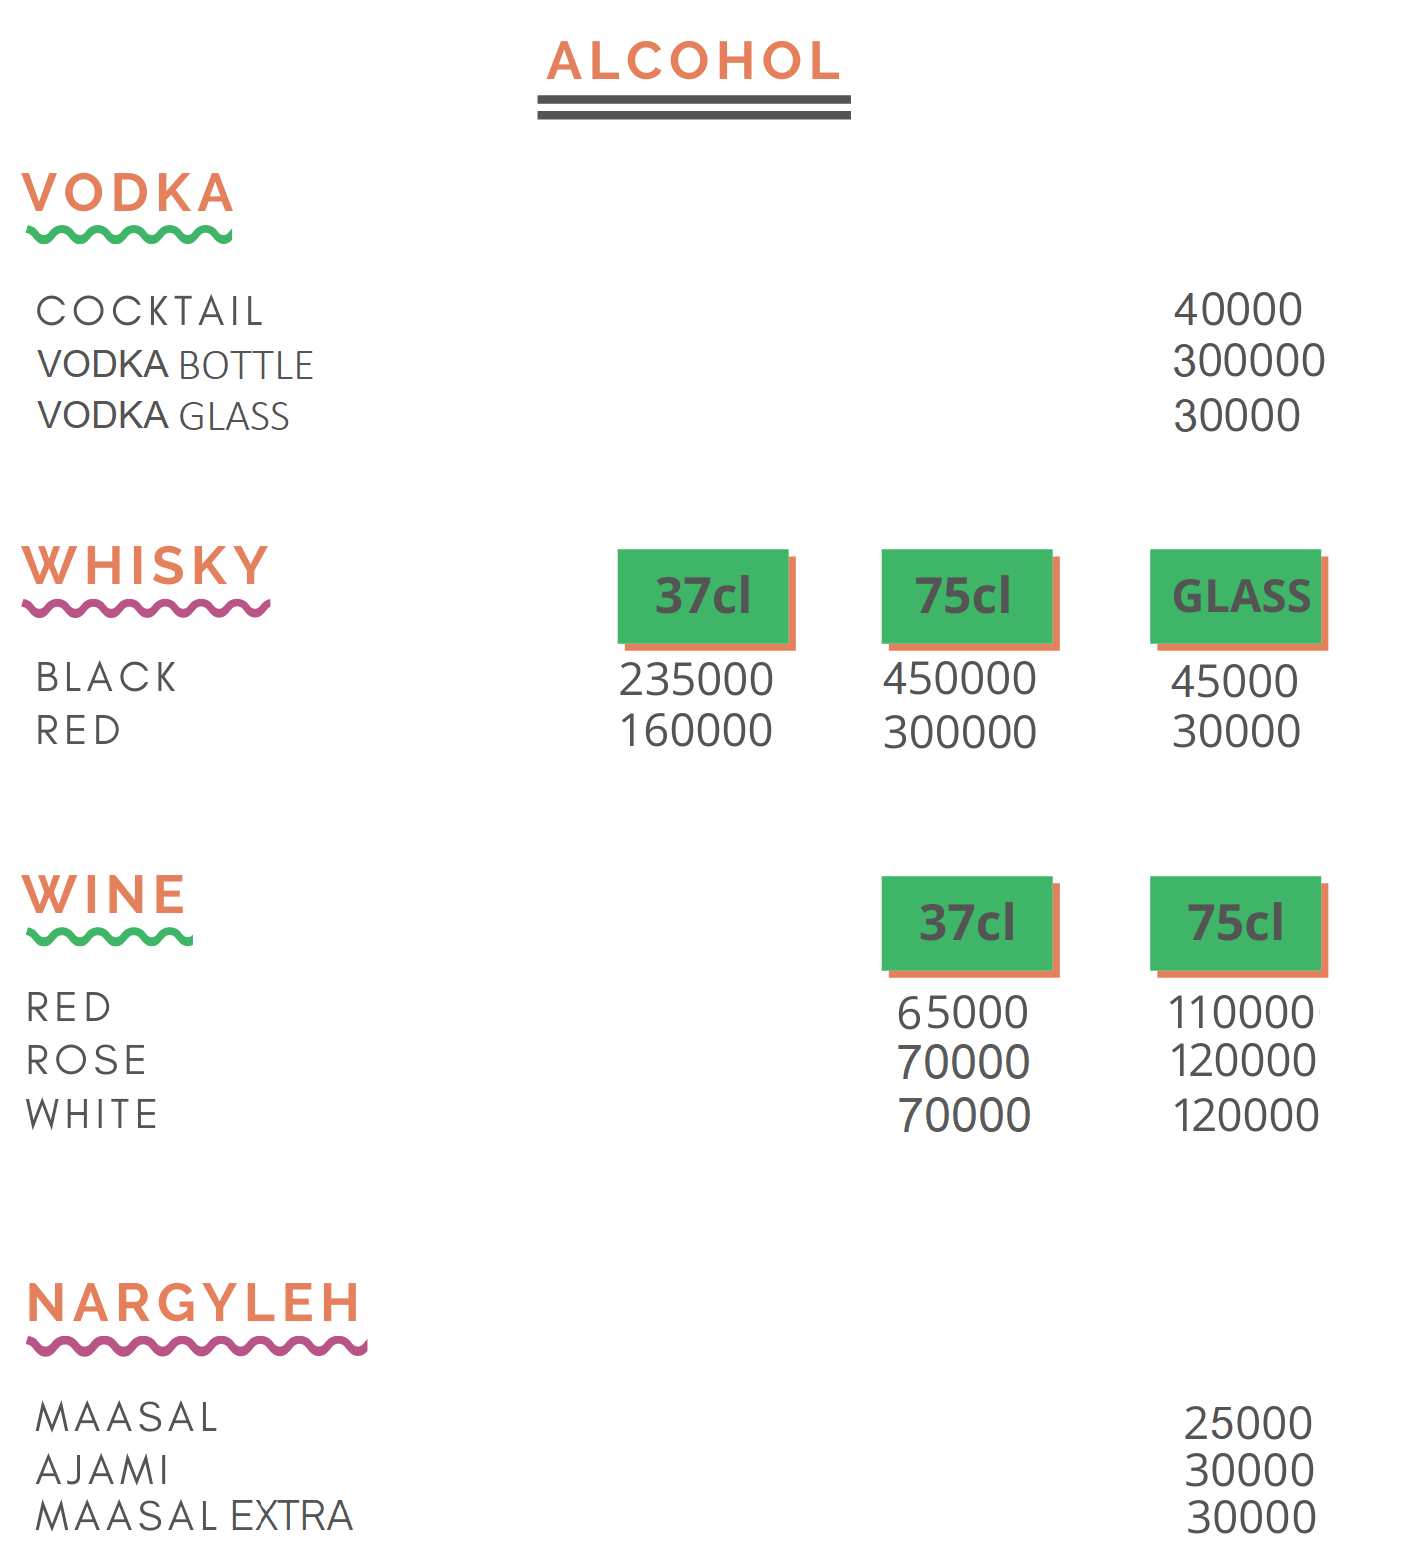 ALCOHOL
VODKA
COCKTAIL 40000
VODKA BOTTLE 300000
VODKA GLASS 30000
WHISKY 37cl 75cl GLASS
BLACK 235000 450000 45000
RED 160000 300000 30000
WINE 37cl 75cl
RED 65000 110000
ROSE 70000 120000
WHITE 70000 120000
NARGYLEH
MAASAL 25000
AJAMI 30000
MAASAL EXTRA 30000